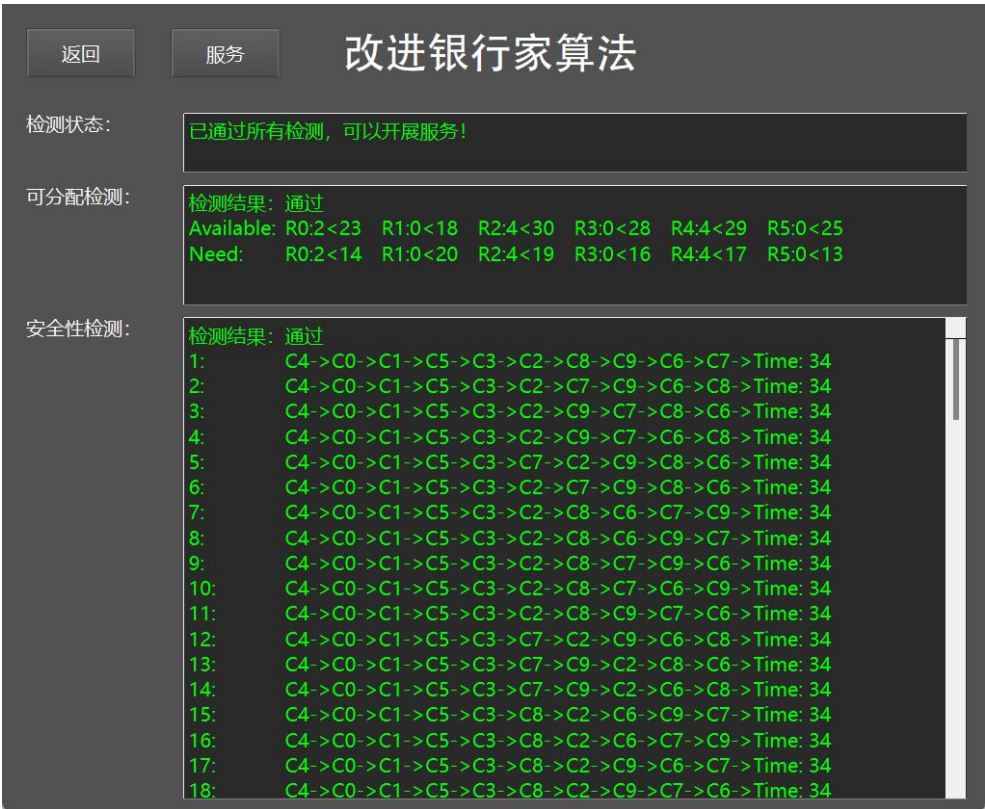 返回 服务 改进银行家算法
检测状态：
已通过所有检测，可以开展服务！
可分配检测：
检测结果：通过
Available: R0:2<23 R1:0<18 R2:4<30 R3:0<28 R4:4<29 R5:0<25
Need: R0:2<14 R1:0<20 R2:4<19 R3:0<16 R4:4<17 R5:0<13
安全性检测：
检测结果：通过
1: C4->C0->C1->C5->C3->C2->C8->C9->C6->C7->Time: 34
2: C4->C0->C1->C5->C3->C2->C7->C9->C6->C8->Time: 34
3: C4->C0->C1->C5->C3->C2->C9->C7->C8->C6->Time: 34
4: C4->C0->C1->C5->C3->C2->C9->C7->C6->C8->Time: 34
5: C4->C0->C1->C5->C3->C7->C2->C9->C8->C6->Time: 34
6: C4->C0->C1->C5->C3->C2->C7->C9->C8->C6->Time: 34
7: C4->C0->C1->C5->C3->C2->C8->C6->C7->C9->Time: 34
8: C4->C0->C1->C5->C3->C2->C8->C6->C9->C7->Time: 34
9: C4->C0->C1->C5->C3->C2->C8->C7->C9->C6->Time: 34
10: C4->C0->C1->C5->C3->C2->C8->C7->C6->C9->Time: 34
11: C4->C0->C1->C5->C3->C2->C8->C9->C7->C6->Time: 34
12: C4->C0->C1->C5->C3->C7->C2->C9->C6->C8->Time: 34
13: C4->C0->C1->C5->C3->C7->C9->C2->C8->C6->Time: 34
14: C4->C0->C1->C5->C3->C7->C9->C2->C6->C8->Time: 34
15: C4->C0->C1->C5->C3->C8->C2->C6->C9->C7->Time: 34
16: C4->C0->C1->C5->C3->C8->C2->C6->C7->C9->Time: 34
17: C4->C0->C1->C5->C3->C8->C2->C9->C6->C7->Time: 34
18: C4->C0->C1->C5->C3->C8->C2->C9->C7->C6->Time: 34